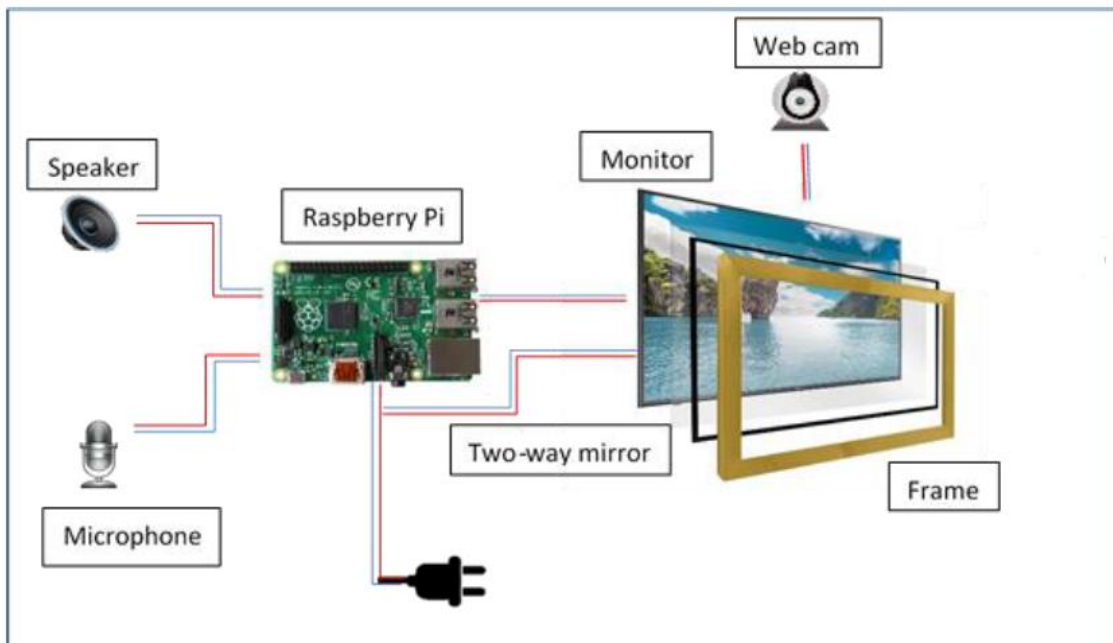 Web cam
Speaker
Monitor
Raspberry Pi
Two-way mirror
Frame
Microphone